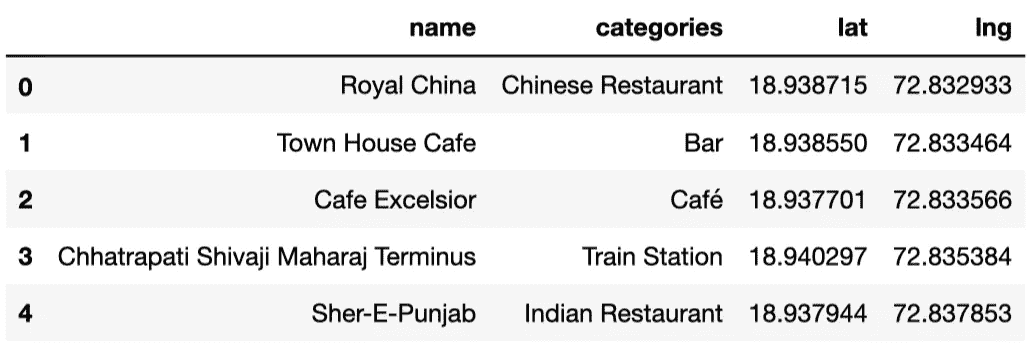 name categories lat lng
0 Royal China Chinese Restaurant 18.938715 72.832933
1 Town House Cafe Bar 18.938550 72.833464
2 Cafe Excelsior Café 18.937701 72.833566
3 Chhatrapati Shivaji Maharaj Terminus Train Station 18.940297 72.835384
4 Sher-E-Punjab Indian Restaurant 18.937944 72.837853